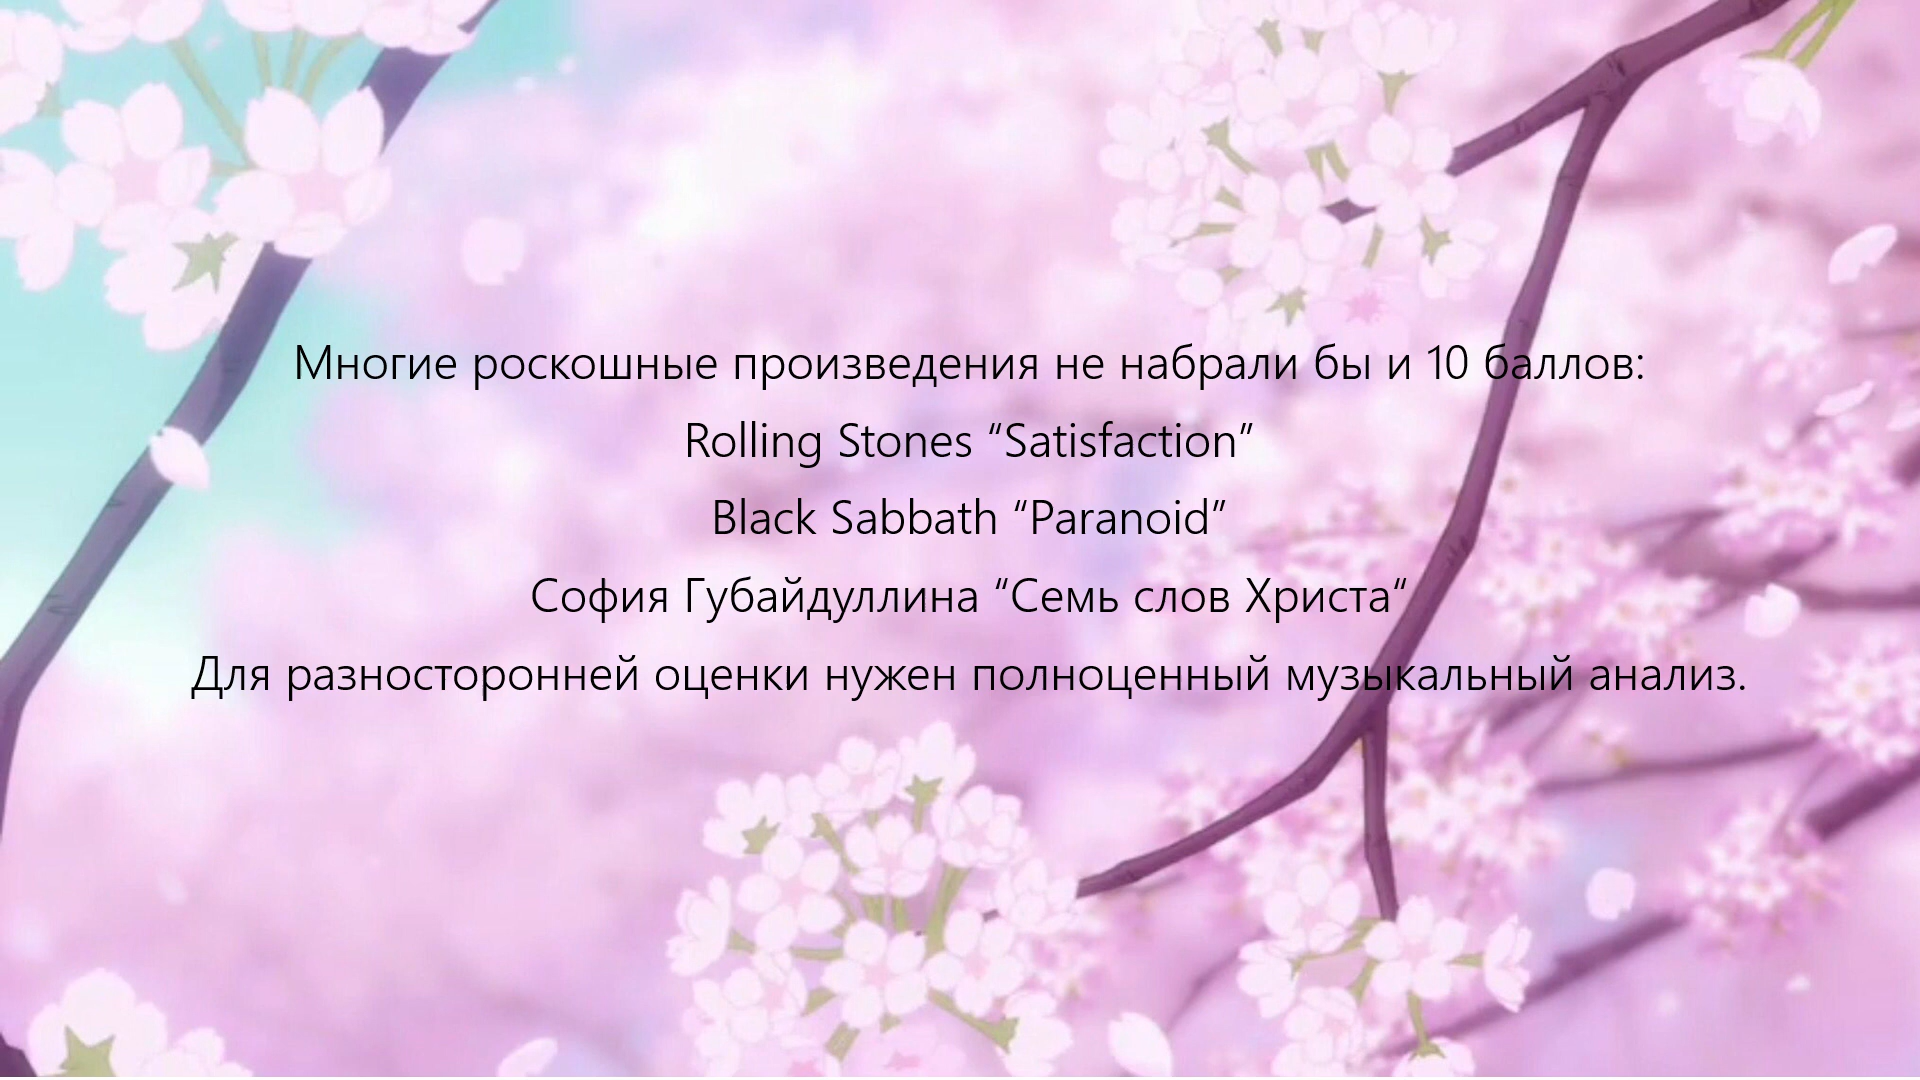 Многие роскошные произведения не набрали бы и 10 баллов:
Rolling Stones “Satisfaction”
Black Sabbath “Paranoid”
София Губайдуллина “Семь слов Христа“
Для разносторонней оценки нужен полноценный музыкальный анализ.